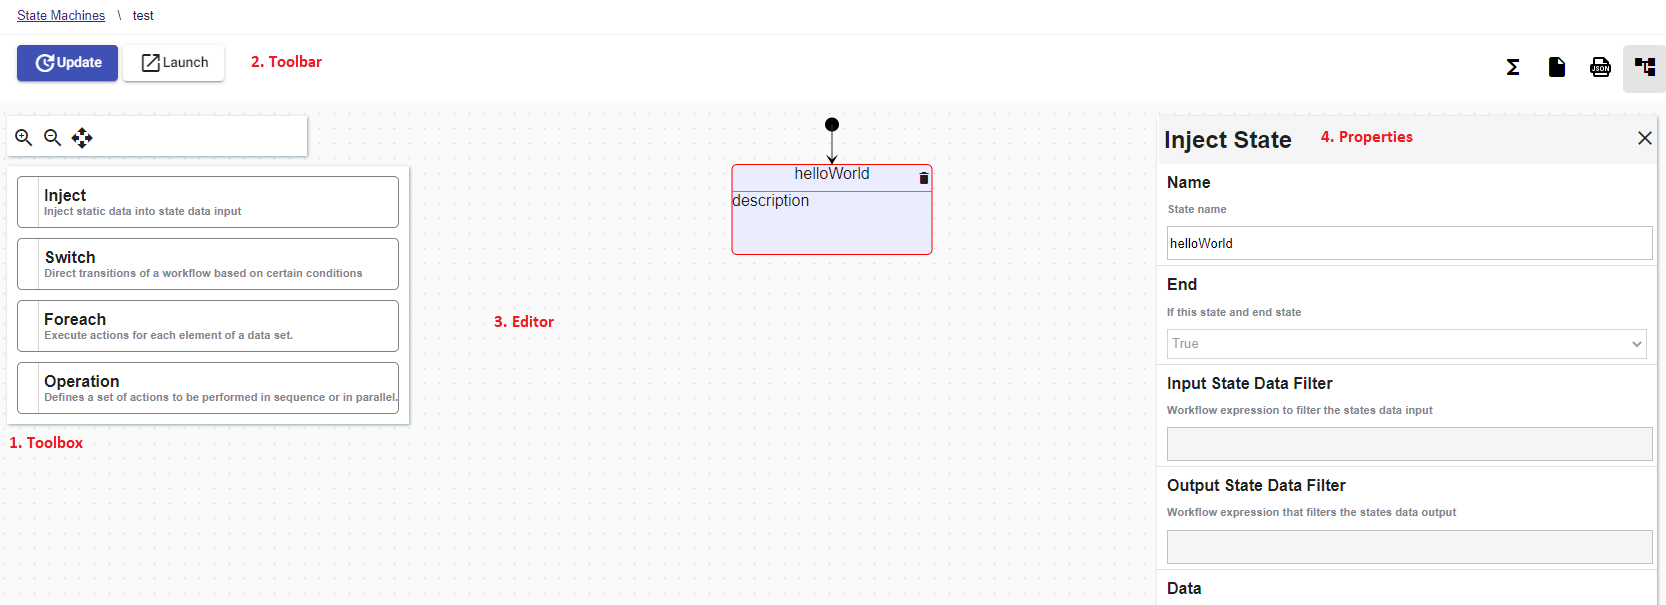 State Machines \ test
Update
Launch
2. Toolbar
JSON
Inject
Inject static data into state data input
Switch
Direct transitions of a workflow based on certain conditions
Foreach
Execute actions for each element of a data set.
Operation
Defines a set of actions to be performed in sequence or in parallel.
1. Toolbox
helloWorld
description
3. Editor
Inject State
4. Properties
Name
State name
helloWorld
End
If this state and end state
True
Input State Data Filter
Workflow expression to filter the states data input
Output State Data Filter
Workflow expression that filters the states data output
Data